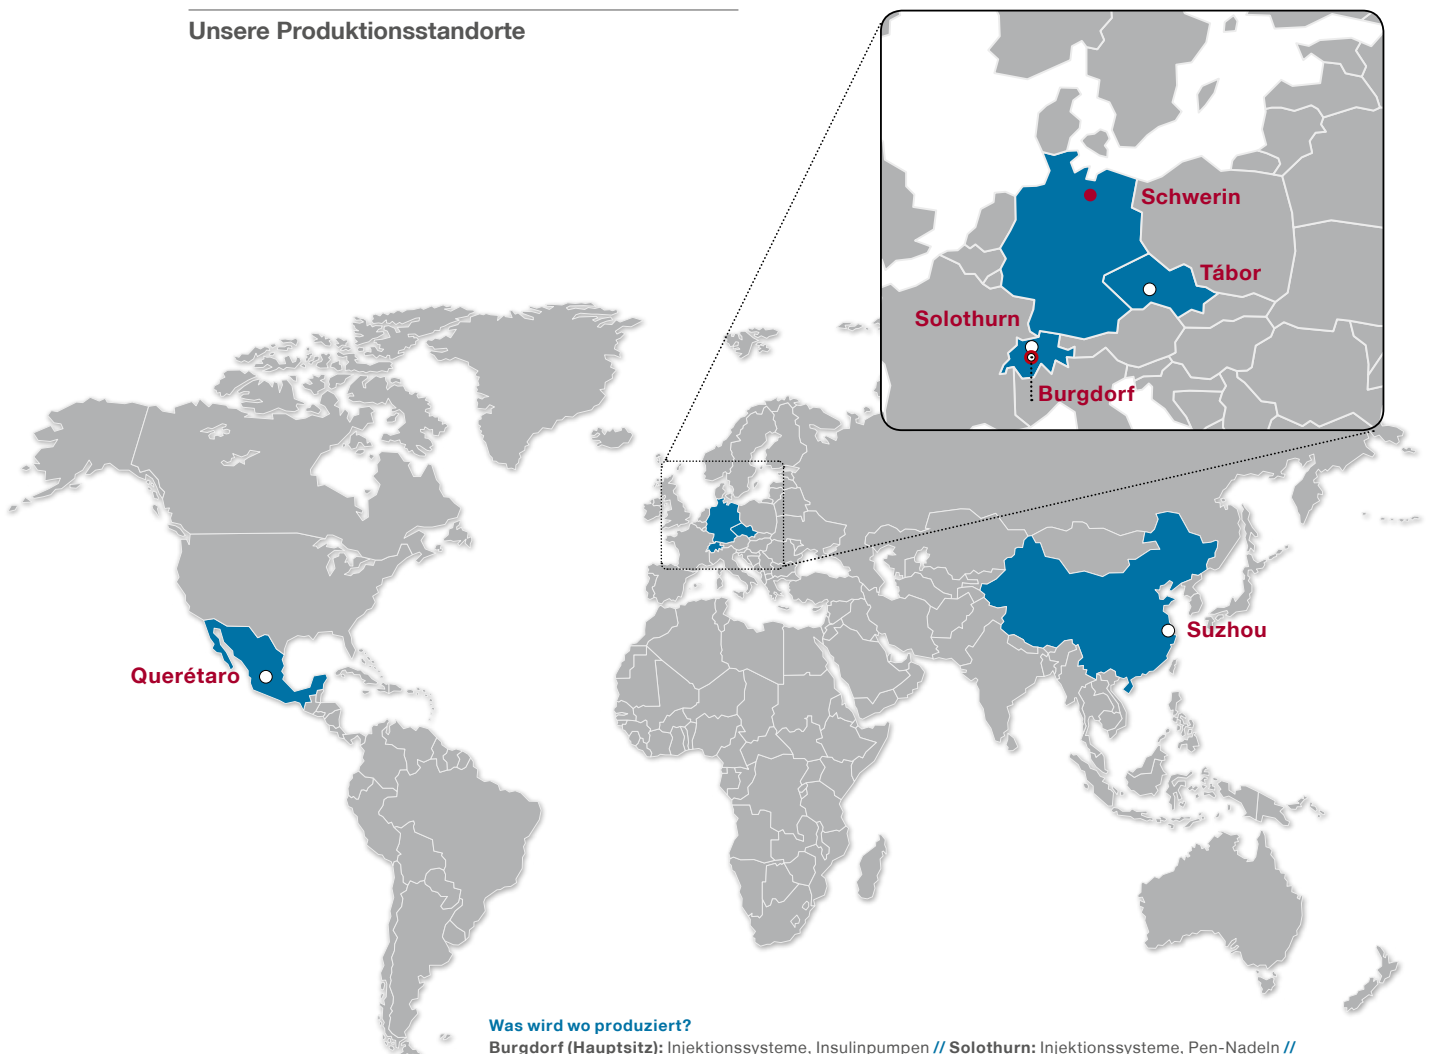 Unsere Produktionsstandorte
Schwerin
Tábor
Solothurn
Burgdorf
Suzhou
Querétaro
Was wird wo produziert?
Burgdorf (Hauptsitz): Injektionssysteme, Insulinpumpen // Solothurn: Injektionssysteme, Pen-Nadeln //